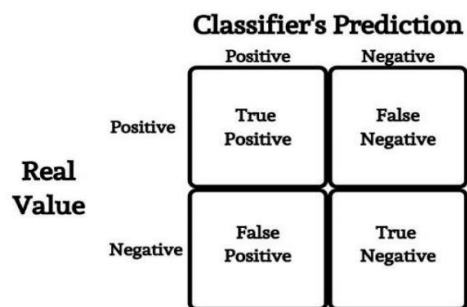 Classifier's Prediction
Positive Negative
Positive
True
Positive
False
Negative
Real
Value
Negative
False
Positive
True
Negative